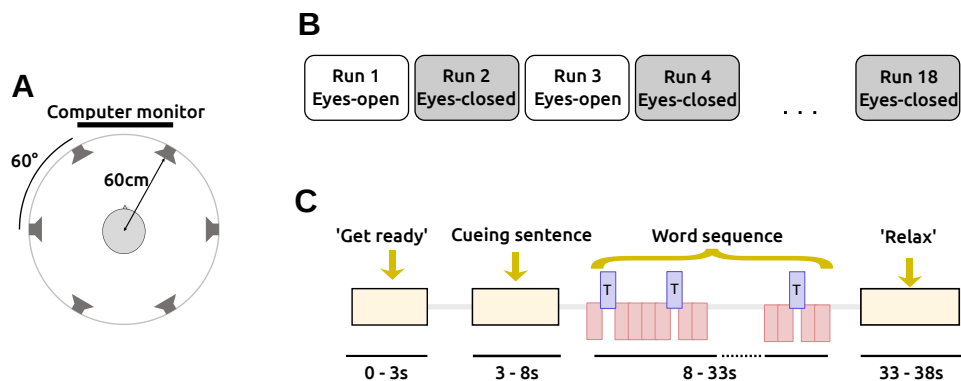 A
Computer monitor
60°
60cm
B
Run 1
Eyes-open
Run 2
Eyes-closed
Run 3
Eyes-open
Run 4
Eyes-closed
. . .
Run 18
Eyes-closed
C
'Get ready'
Cueing sentence
Word sequence
'Relax'
T
T
T
0 - 3s
3 - 8s
8 - 33s
33 - 38s